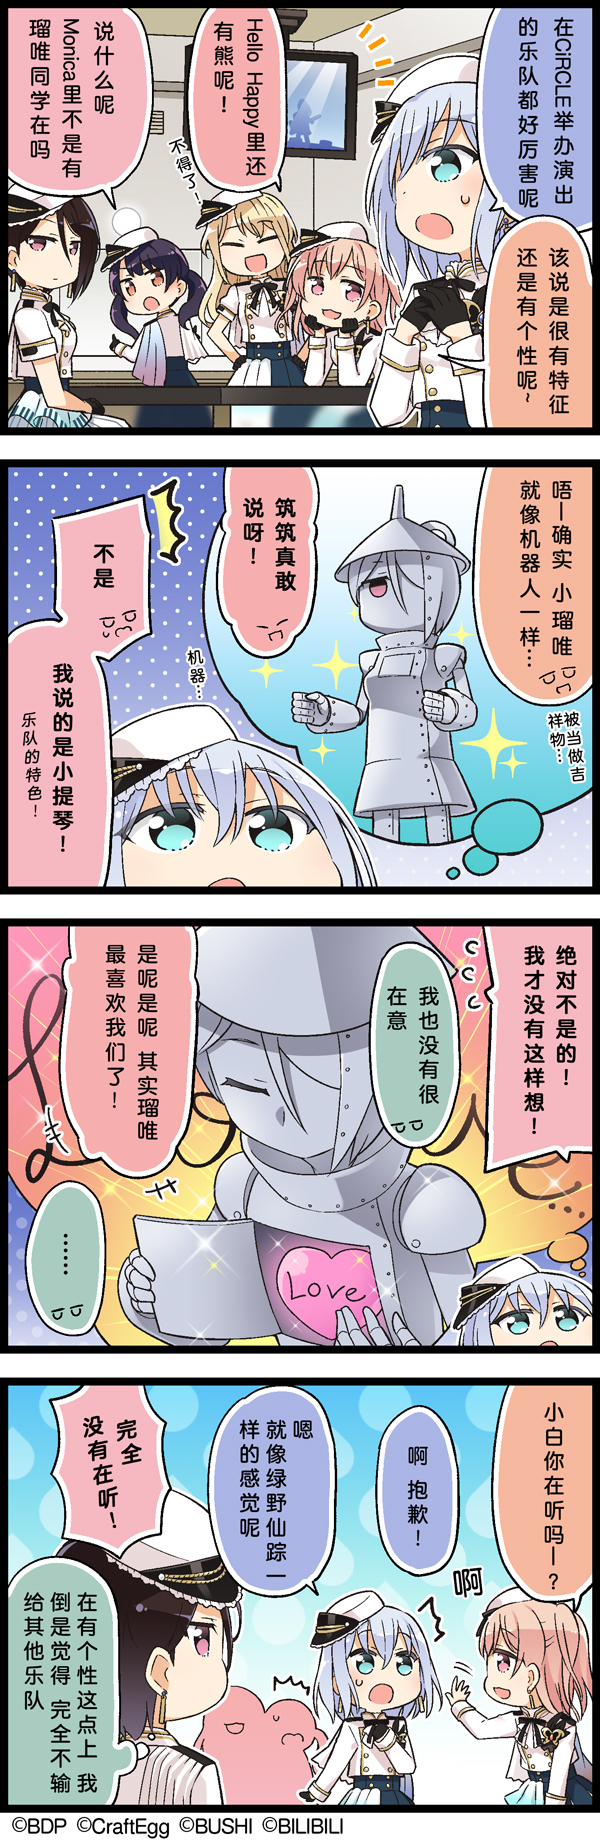 在CiRCLE举办演出
的乐队都好厉害呢
该说是很有特征
还是有个性呢~
Hello Happy里还
有熊呢！
不得了！
说什么呢
Monica里不是有
瑠唯同学在吗
唔—确实 小瑠唯
就像机器人一样…
被当做吉
祥物…
筑筑真敢
说呀！
机器…
不是
我说的是小提琴！
乐队的特色！
绝对不是的！
我才没有这样想！
我也没有很
在意
是呢是呢 其实瑠唯
最喜欢我们了！
Love
……
Love
小白你在听吗—？
啊
啊 抱歉！
嗯
就像绿野仙踪一
样的感觉呢
完全
没有在听！
在有个性这点上 我
倒是觉得 完全不输
给其他乐队
©BDP ©CraftEgg ©BUSHI ©BILIBILI